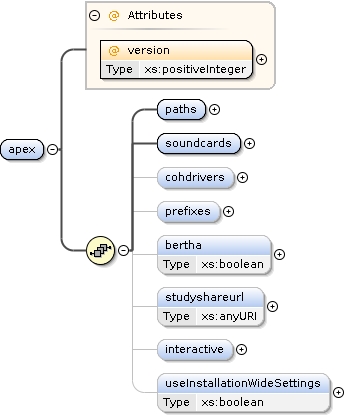 Attributes
version
Type xs:positiveInteger
apex
paths
soundcards
cohdrivers
prefixes
bertha
Type xs:boolean
studyshareurl
Type xs:anyURI
interactive
useInstallationWideSettings
Type xs:boolean